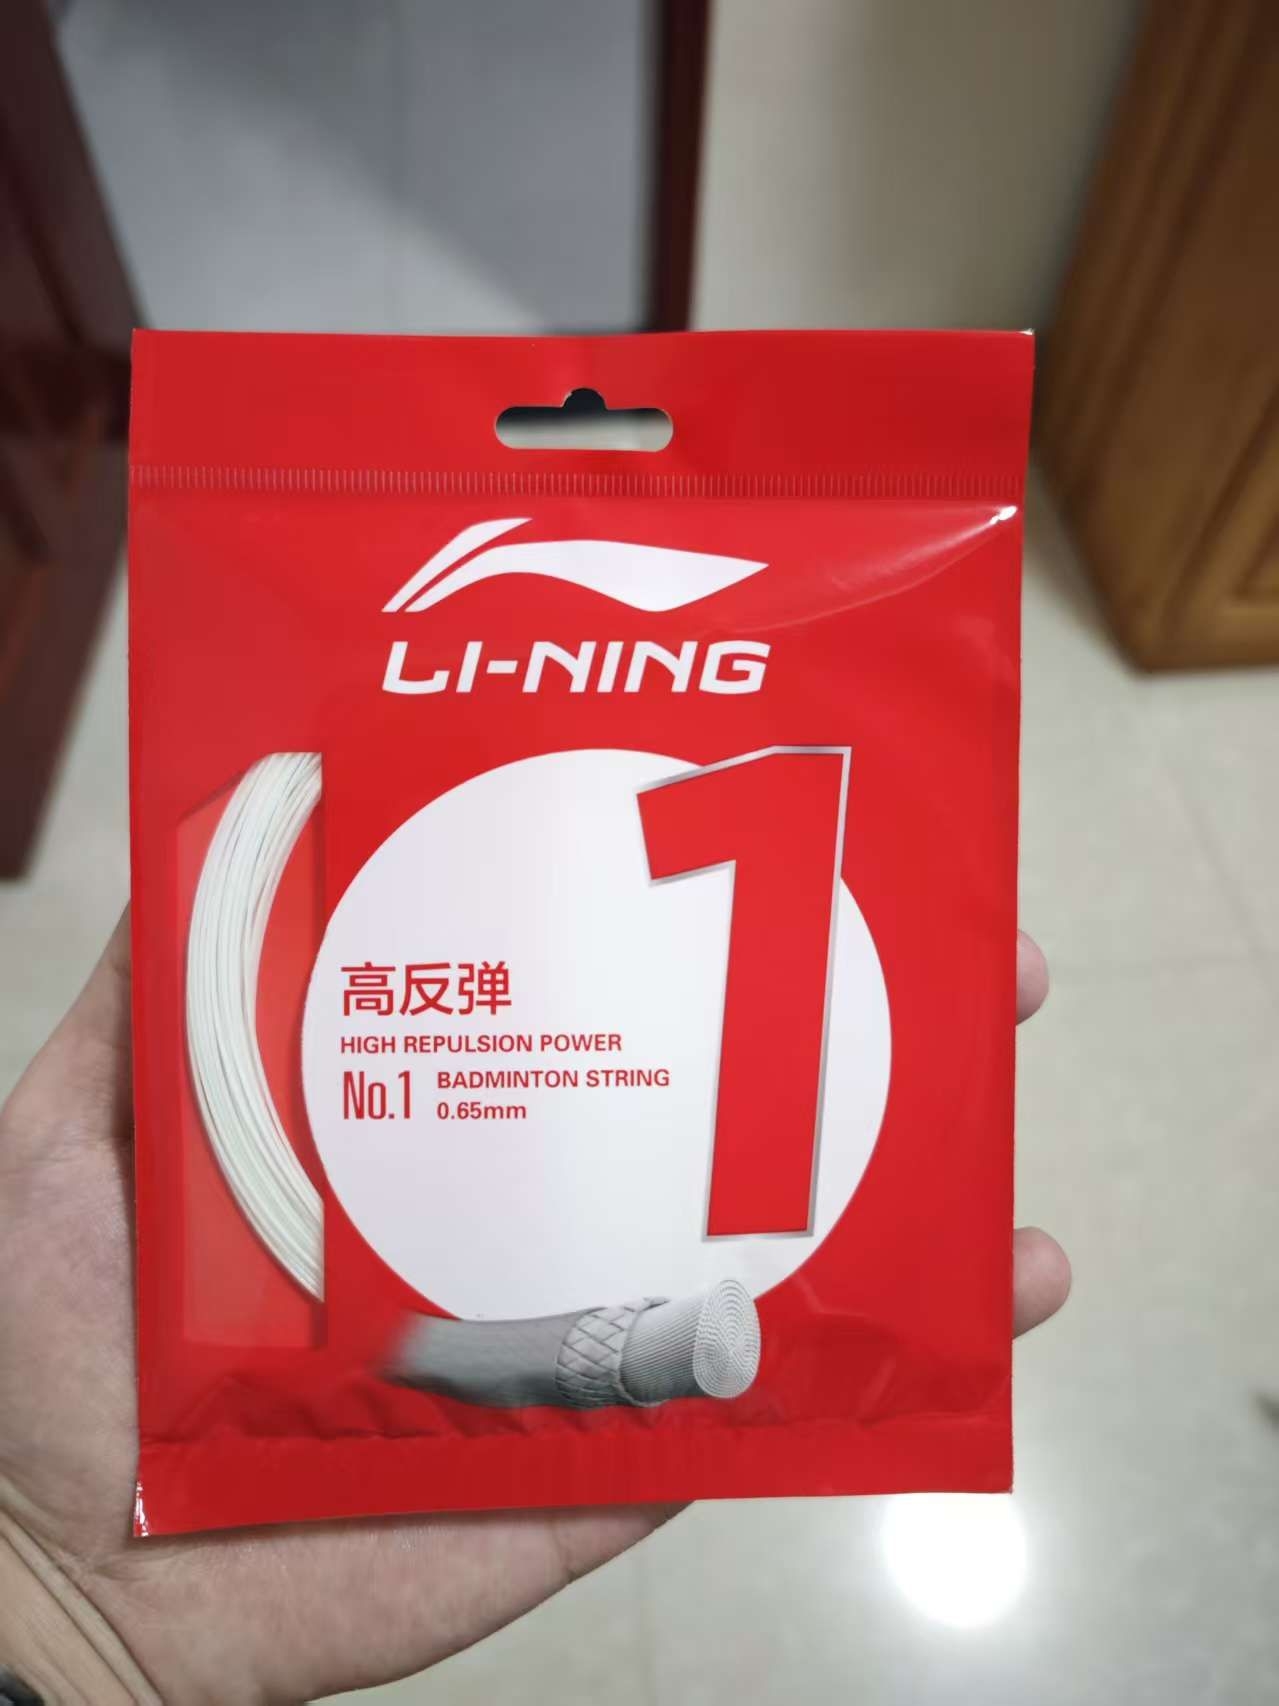 LI-NING
1
高反弹
HIGH REPULSION POWER
No.1 BADMINTON STRING
0.65mm